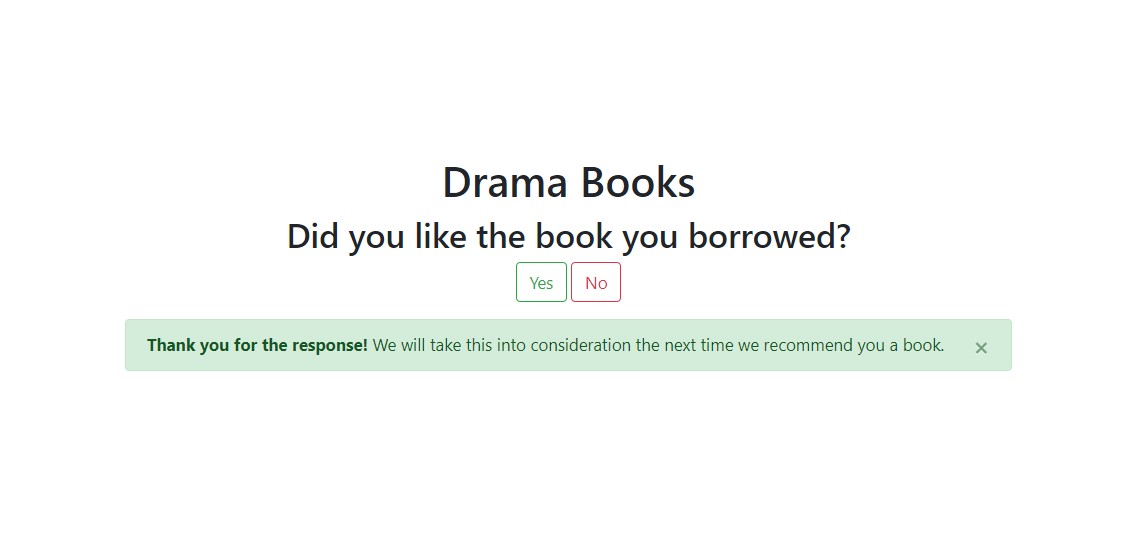 Drama Books
Did you like the book you borrowed?
Yes No
Thank you for the response! We will take this into consideration the next time we recommend you a book. ×